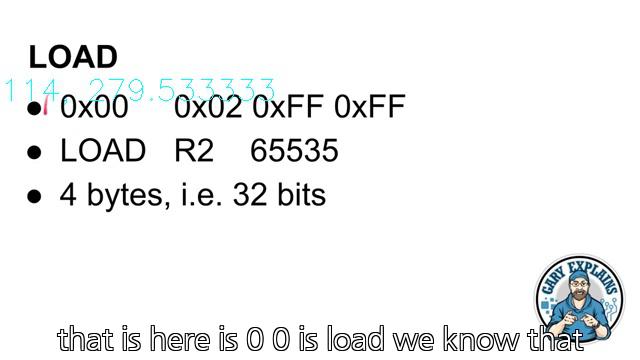 LOAD
114, 279.533333
● 0x00 0x02 0xFF 0xFF
● LOAD R2 65535
● 4 bytes, i.e. 32 bits
GARY EXPLAINS
that is here is 0 0 is load we know that